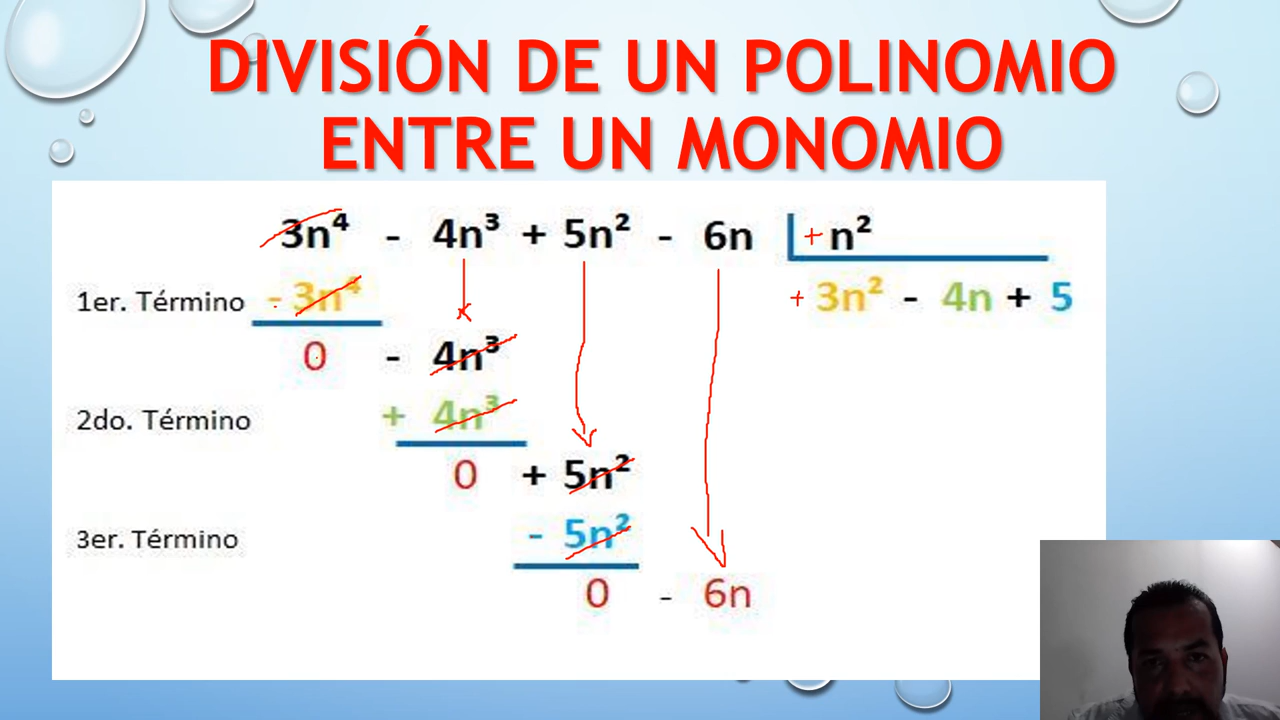 DIVISIÓN DE UN POLINOMIO
ENTRE UN MONOMIO
3n⁴ - 4n³ + 5n² - 6n + n²
1er. Término - 3n⁴ + 3n² - 4n + 5
0 - 4n³
2do. Término + 4n³
0 + 5n²
3er. Término - 5n²
0 - 6n